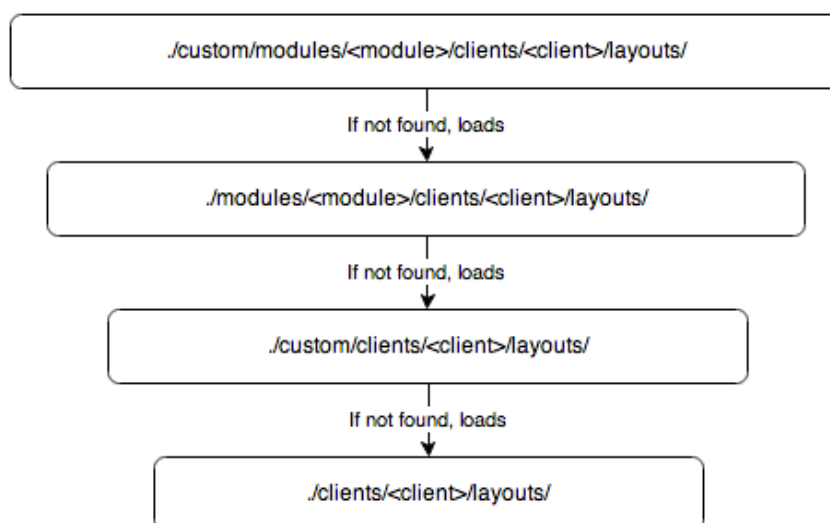 ./custom/modules/<module>/clients/<client>/layouts/
If not found, loads
./modules/<module>/clients/<client>/layouts/
If not found, loads
./custom/clients/<client>/layouts/
If not found, loads
./clients/<client>/layouts/